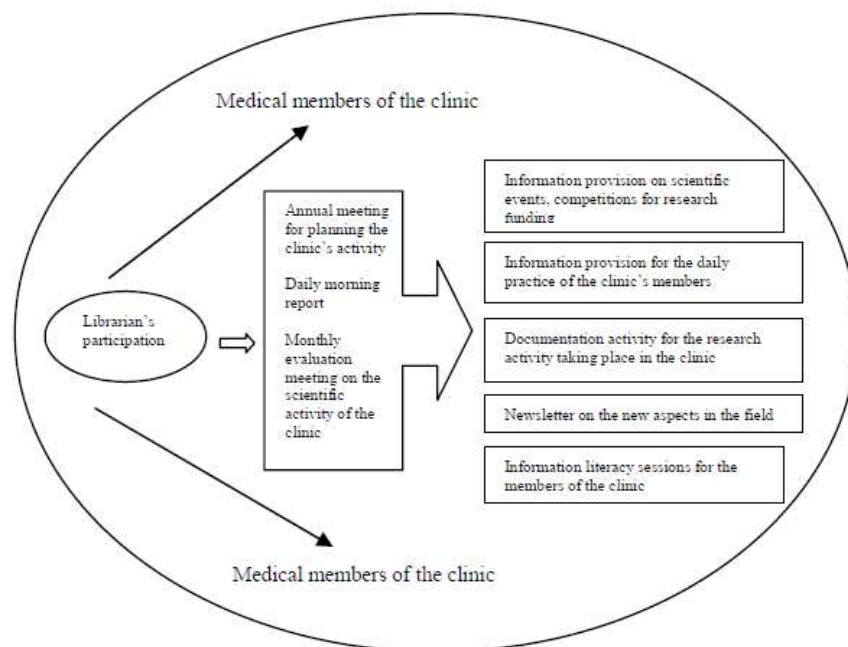 Medical members of the clinic
Librarian's
participation
Annual meeting
for planning the
clinic's activity
Daily morning
report
Monthly
evaluation
meeting on the
scientific
activity of the
clinic
Information provision on scientific
events, competitions for research
funding
Information provision for the daily
practice of the clinic's members
Documentation activity for the research
activity taking place in the clinic
Newsletter on the new aspects in the field
Information literacy sessions for the
members of the clinic
Medical members of the clinic